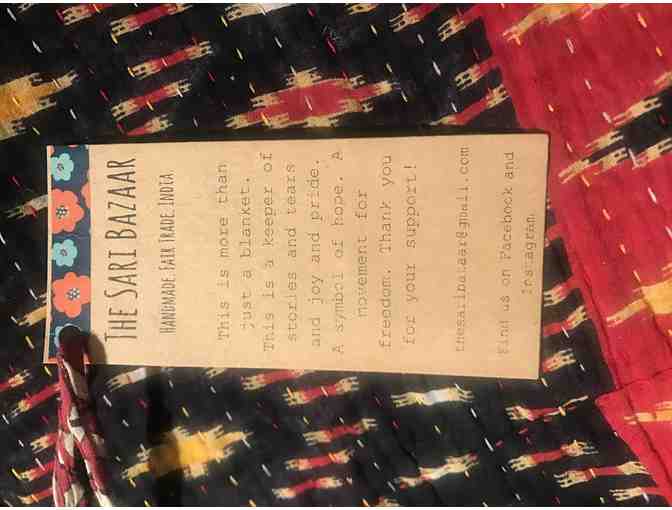 THE SARI BAZAAR
HANDMADE.FAIR TRADE.INDIA.
This is more than
just a blanket.
This is a keeper of
stories and tears
and joy and pride.
A symbol of hope. A
movement for
freedom. Thank you
for your support!
thesaribazaar@gmail.com
Find us on Facebook and
Instagram